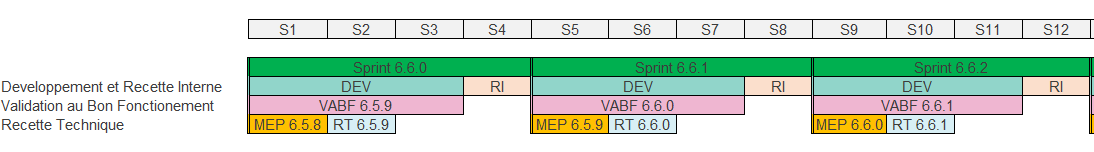 S1 S2 S3 S4 S5 S6 S7 S8 S9 S10 S11 S12
Sprint 6.6.0 Sprint 6.6.1 Sprint 6.6.2
Developpement et Recette Interne DEV RI DEV RI DEV RI
Validation au Bon Fonctionement VABF 6.5.9 VABF 6.6.0 VABF 6.6.1
Recette Technique MEP 6.5.8 RT 6.5.9 MEP 6.5.9 RT 6.6.0 MEP 6.6.0 RT 6.6.1